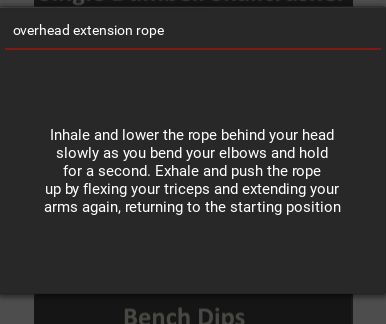 overhead extension rope
Inhale and lower the rope behind your head
slowly as you bend your elbows and hold
for a second. Exhale and push the rope
up by flexing your triceps and extending your
arms again, returning to the starting position
Bench Dips